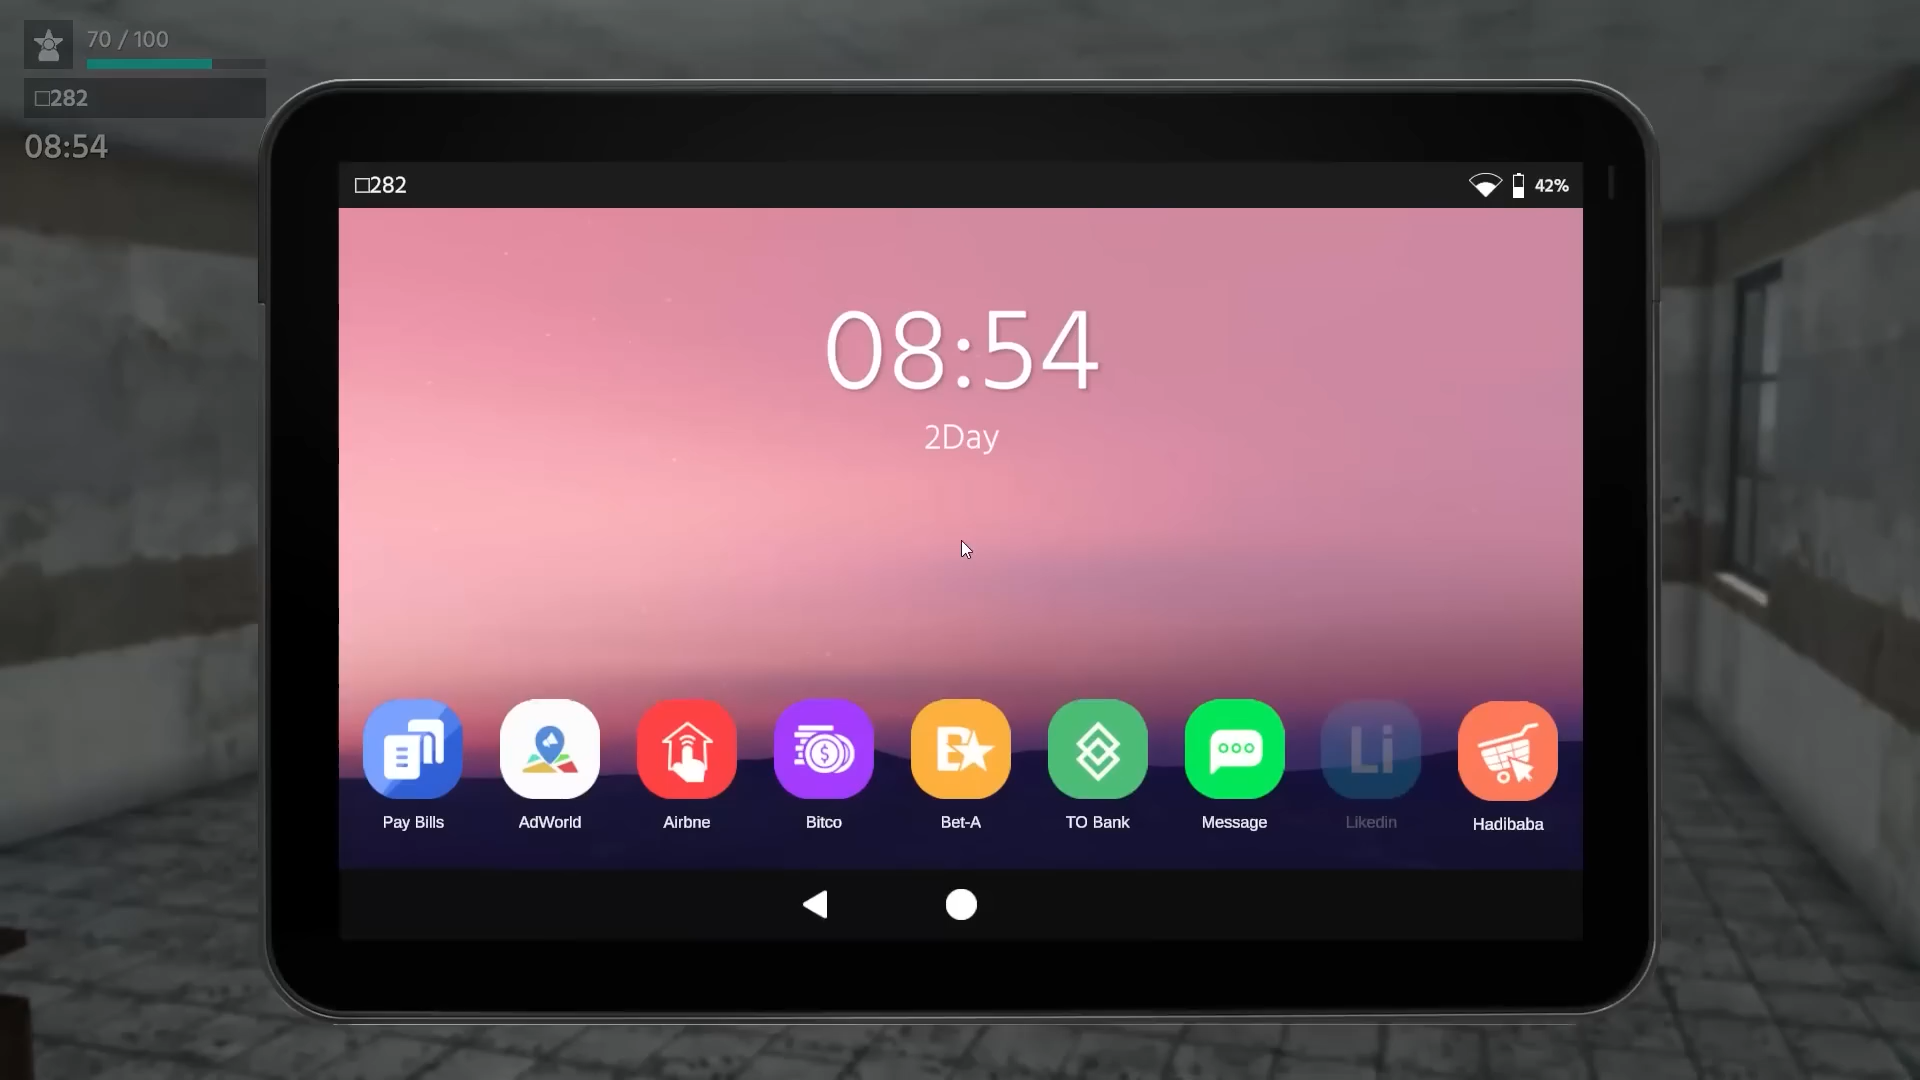 70 / 100
□282
08:54
□282
42%
08:54
2Day
Li
Pay Bills
AdWorld
Airbne
Bitco
Bet-A
TO Bank
Message
Likedin
Hadibaba